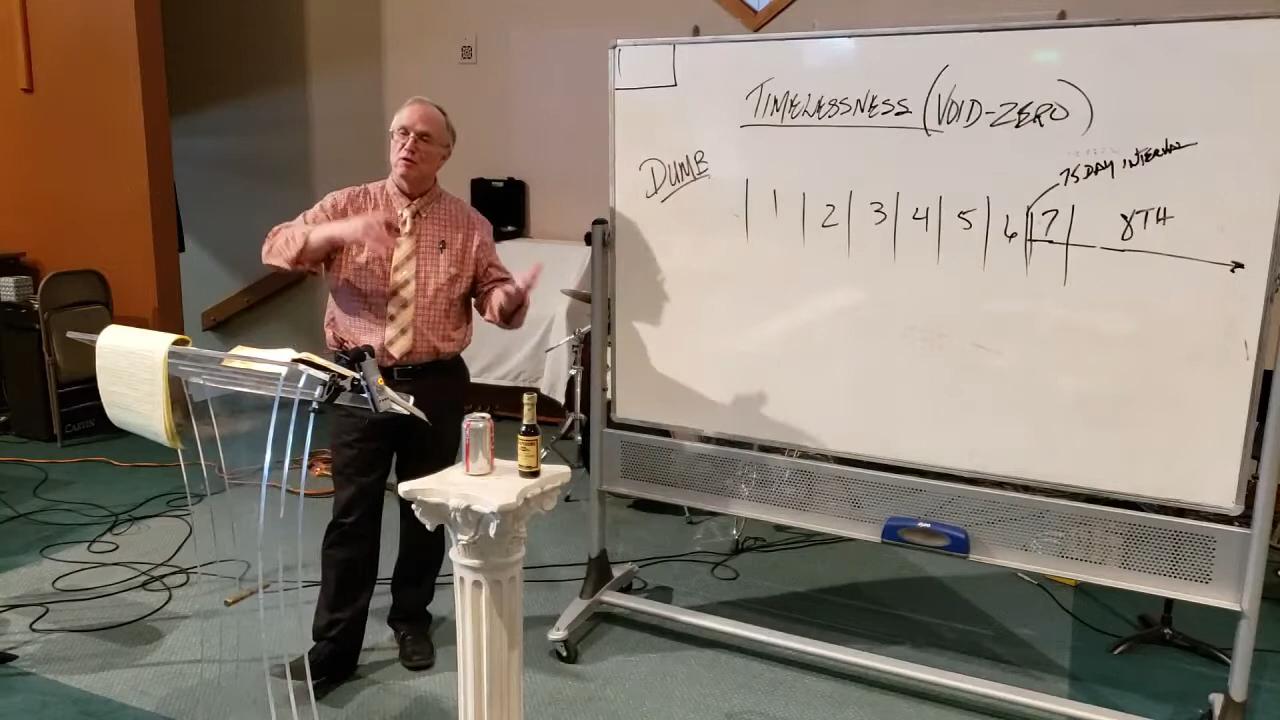 TIMELESSNESS (VOID-ZERO)
DUMB
75 DAY INTERVAL
1 2 3 4 5 6 7 8TH